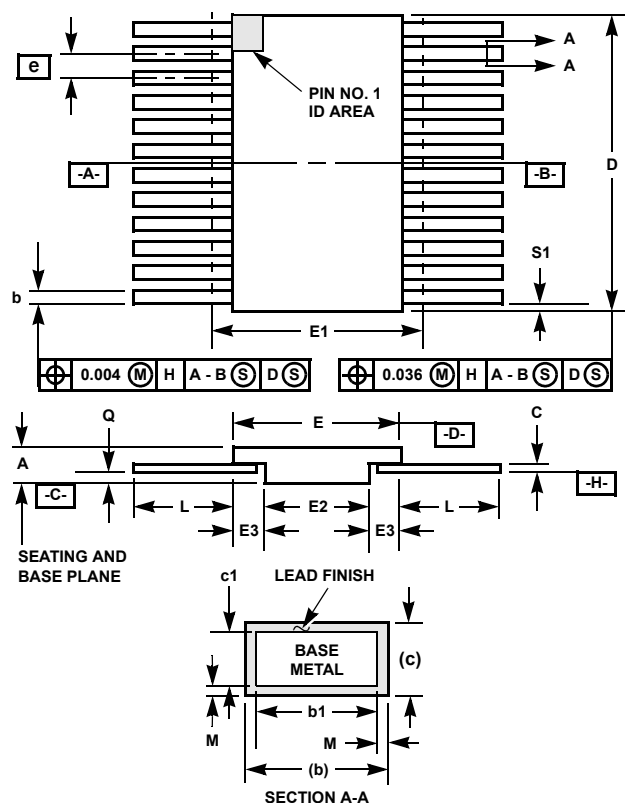 e
PIN NO. 1
ID AREA
A
A
-A-
-B-
D
S1
b
E1
0.004 M H A - B S D S
0.036 M H A - B S D S
Q
E
C
-D-
A
-C-
-H-
L
E2
L
E3
E3
SEATING AND
BASE PLANE
c1
LEAD FINISH
BASE
METAL
(c)
b1
M
M
(b)
SECTION A-A